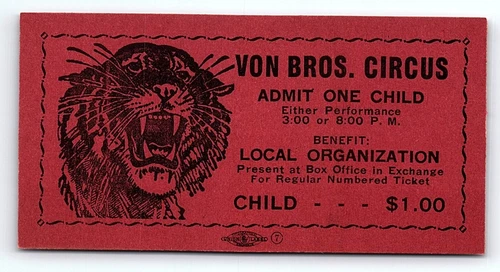 VON BROS. CIRCUS
ADMIT ONE CHILD
Either Performance
3:00 or 8:00 P. M.
BENEFIT:
LOCAL ORGANIZATION
Present at Box Office in Exchange
For Regular Numbered Ticket
CHILD - - - $1.00
7